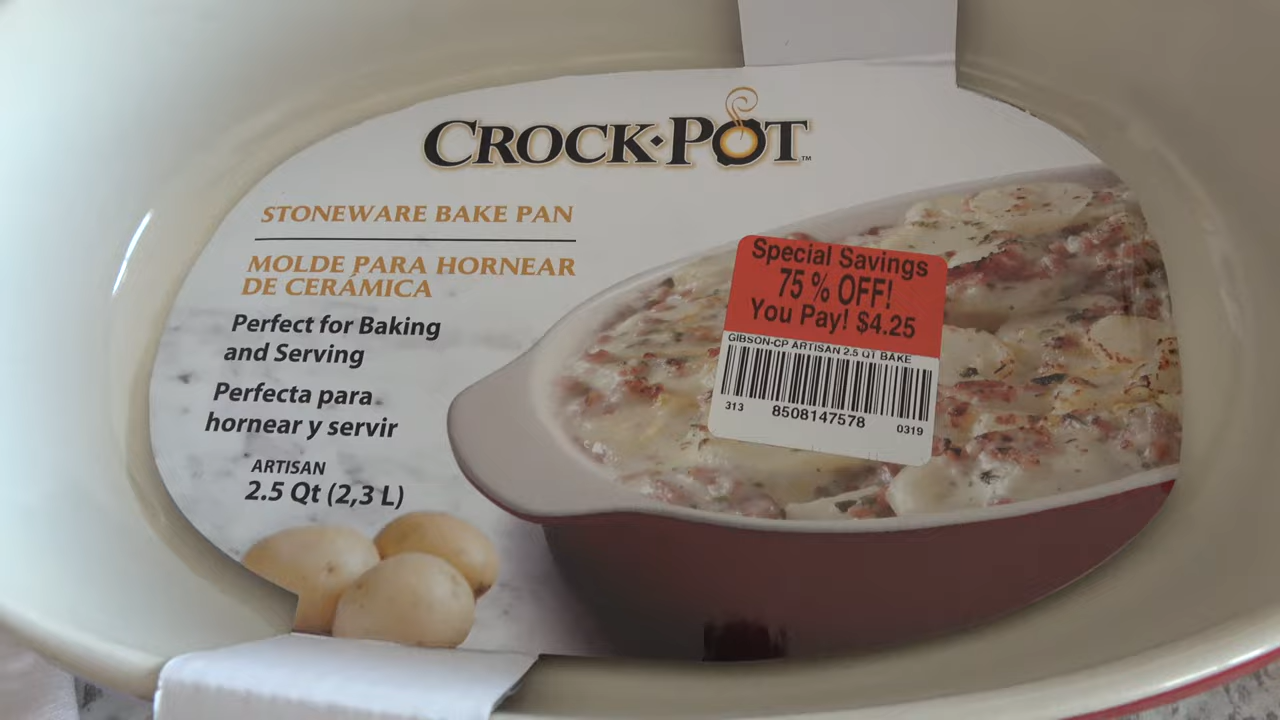 CROCK•POT™
STONEWARE BAKE PAN
MOLDE PARA HORNEAR
DE CERÁMICA
Perfect for Baking
and Serving
Perfecta para
hornear y servir
ARTISAN
2.5 Qt (2,3 L)
Special Savings
75% OFF!
You Pay! $4.25
GIBSON-CP ARTISAN 2.5 QT BAKE
313 8508147578 0319